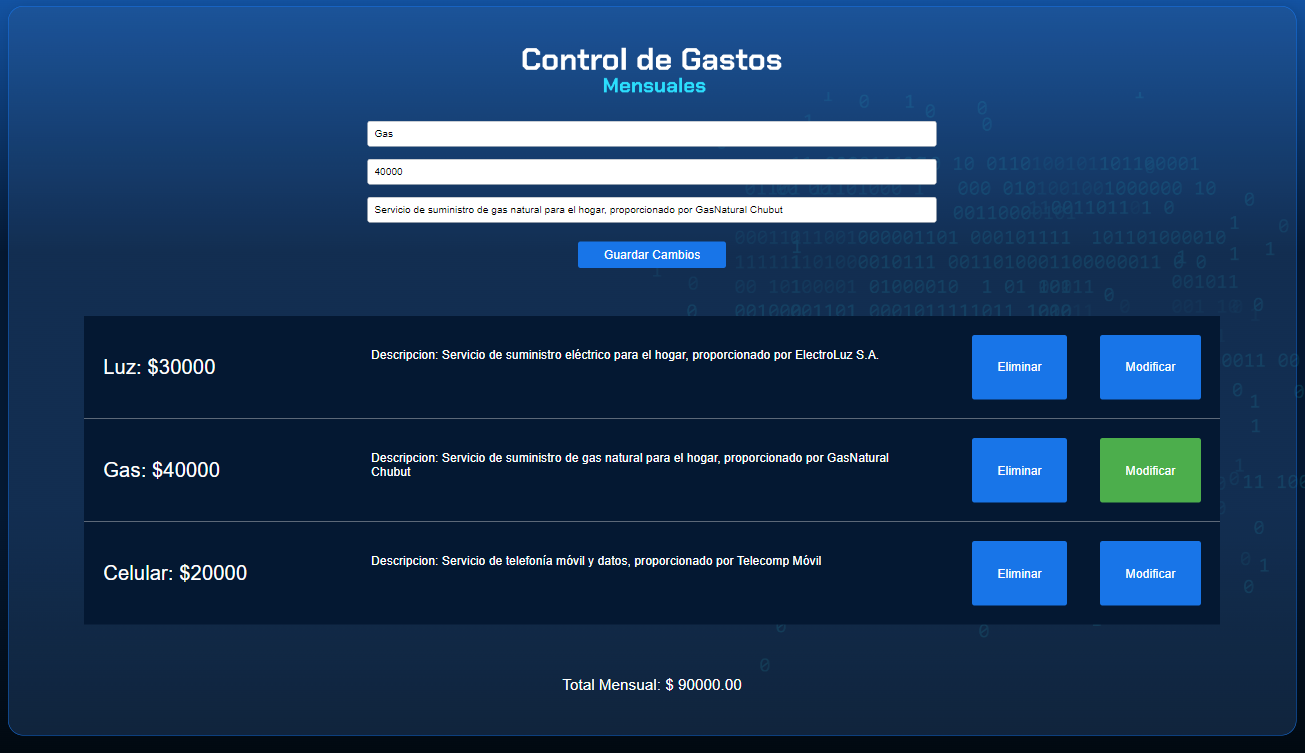 Control de Gastos
Mensuales
Gas
40000
Servicio de suministro de gas natural para el hogar, proporcionado por GasNatural Chubut
Guardar Cambios
Luz: $30000
Descripcion: Servicio de suministro eléctrico para el hogar, proporcionado por ElectroLuz S.A.
Eliminar
Modificar
Gas: $40000
Descripcion: Servicio de suministro de gas natural para el hogar, proporcionado por GasNatural
Chubut
Eliminar
Modificar
Celular: $20000
Descripcion: Servicio de telefonía móvil y datos, proporcionado por Telecomp Móvil
Eliminar
Modificar
Total Mensual: $ 90000.00